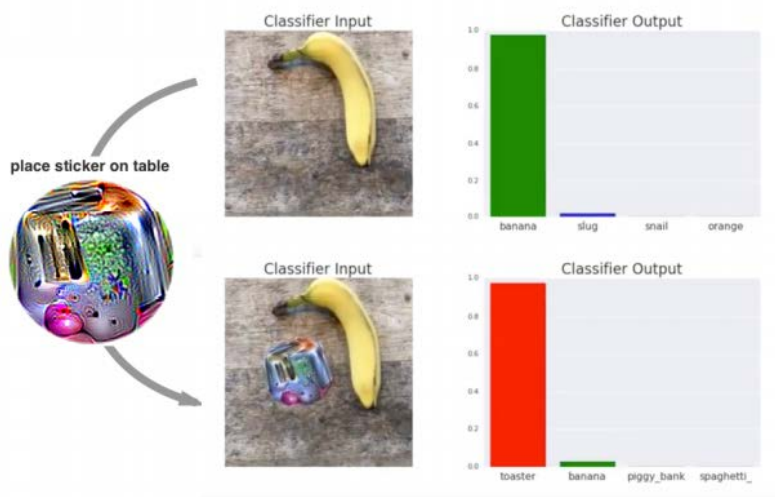 Classifier Input
Classifier Output
1.0
0.8
0.6
0.4
0.2
0.0
banana slug snail orange
place sticker on table
Classifier Input
Classifier Output
1.0
0.8
0.6
0.4
0.2
0.0
toaster banana piggy_bank spaghetti_